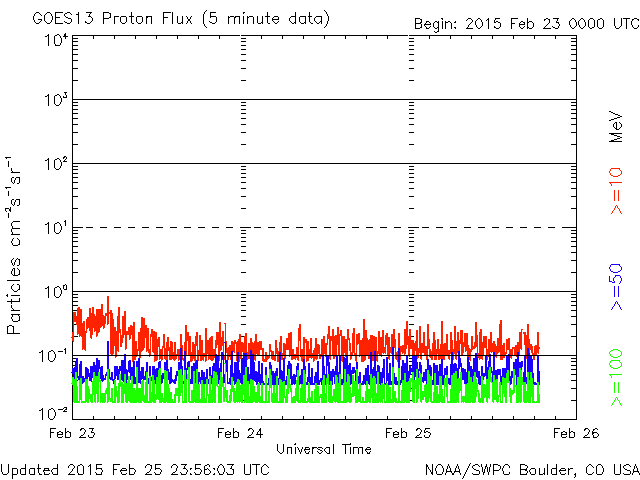 GOES13 Proton Flux (5 minute data)
Begin: 2015 Feb 23 0000 UTC
10⁴
10³
10²
10¹
10⁰
10⁻¹
10⁻²
Particles cm⁻²s⁻¹sr⁻¹
MeV
>=10
>=50
>=100
Feb 23
Feb 24
Feb 25
Feb 26
Universal Time
Updated 2015 Feb 25 23:56:03 UTC
NOAA/SWPC Boulder, CO USA